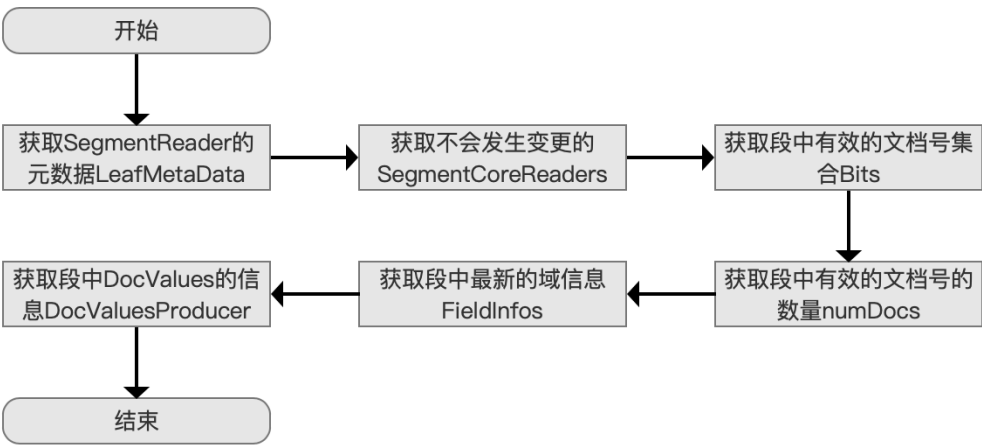 开始
获取SegmentReader的
元数据LeafMetaData
获取不会发生变更的
SegmentCoreReaders
获取段中有效的文档号集
合Bits
获取段中有效的文档号的
数量numDocs
获取段中最新的域信息
FieldInfos
获取段中DocValues的信
息DocValuesProducer
结束